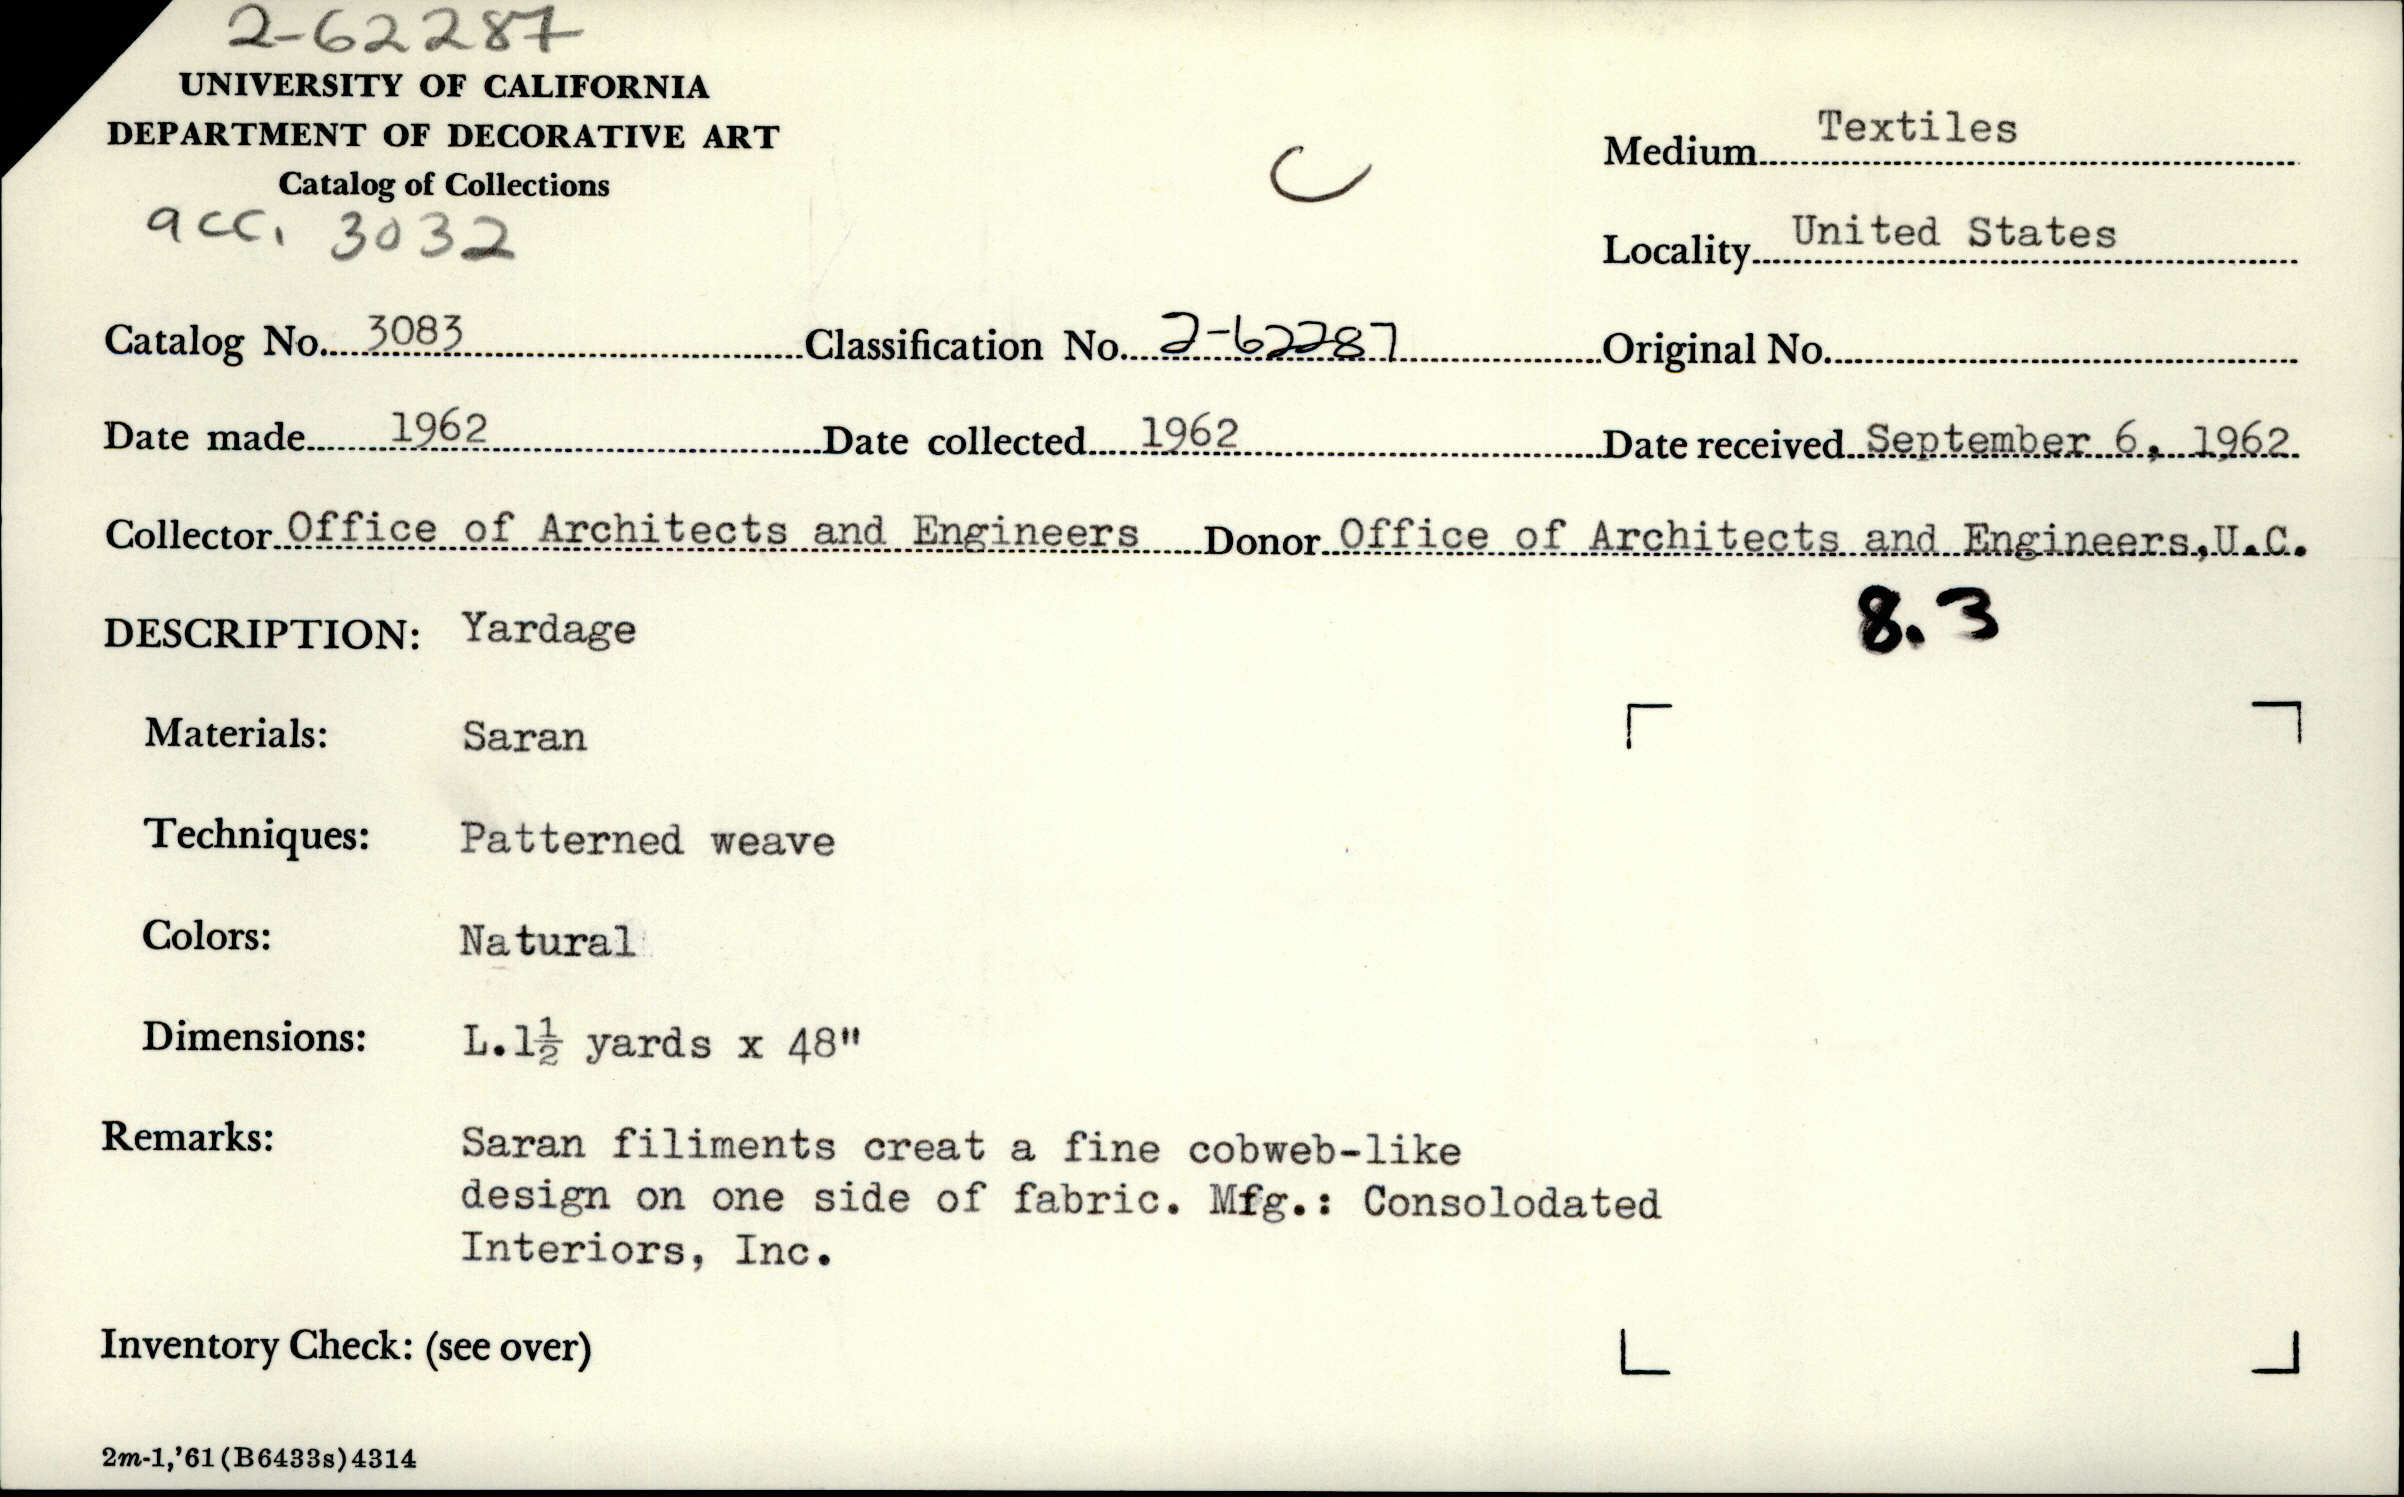 2-62287
UNIVERSITY OF CALIFORNIA
DEPARTMENT OF DECORATIVE ART
Catalog of Collections
acc. 3032
C
Medium Textiles
Locality United States
Catalog No. 3083 Classification No. 2-62287 Original No.
Date made 1962 Date collected 1962 Date received September 6, 1962
Collector Office of Architects and Engineers Donor Office of Architects and Engineers,U.C.
8.3
DESCRIPTION: Yardage
Materials: Saran
Techniques: Patterned weave
Colors: Natural
Dimensions: L.1½ yards x 48"
Remarks: Saran filiments creat a fine cobweb-like
design on one side of fabric. Mfg.: Consolodated
Interiors, Inc.
Inventory Check: (see over)
2m-1,'61(B6433s)4314